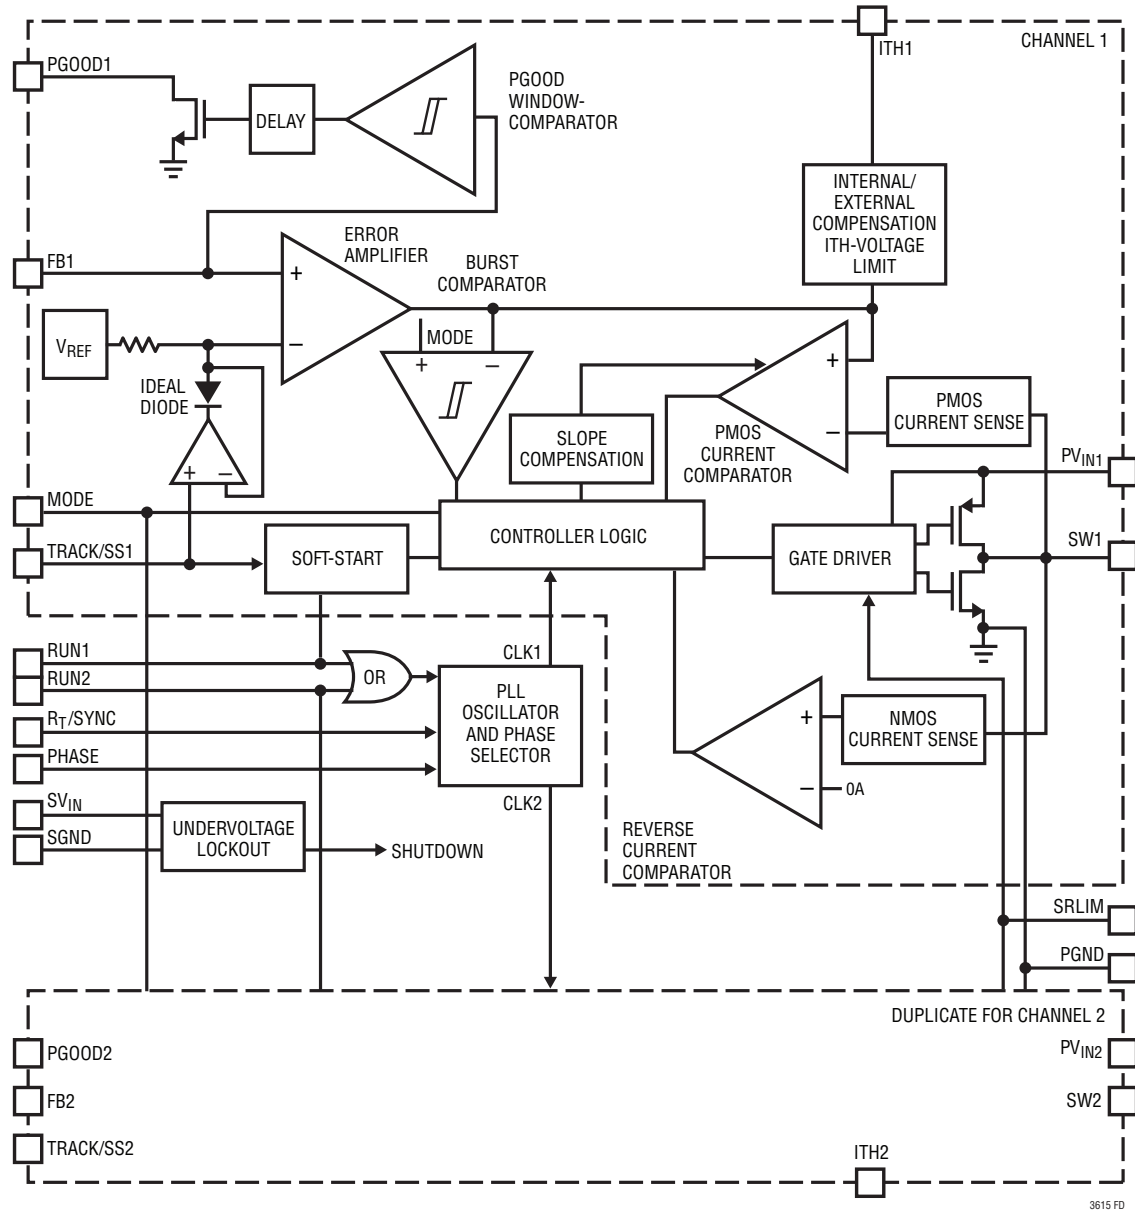 CHANNEL 1
ITH1
PGOOD1
DELAY
PGOOD
WINDOW-
COMPARATOR
INTERNAL/
EXTERNAL
COMPENSATION
ITH-VOLTAGE
LIMIT
FB1
ERROR
AMPLIFIER
+
–
BURST
COMPARATOR
VREF
IDEAL
DIODE
+ –
MODE
+ –
SLOPE
COMPENSATION
PMOS
CURRENT
COMPARATOR
+
–
PMOS
CURRENT SENSE
PVIN1
MODE
TRACK/SS1
SOFT-START
CONTROLLER LOGIC
GATE DRIVER
SW1
RUN1
RUN2
OR
CLK1
PLL
OSCILLATOR
AND PHASE
SELECTOR
CLK2
RT/SYNC
PHASE
SVIN
SGND
UNDERVOLTAGE
LOCKOUT
SHUTDOWN
+
–
0A
NMOS
CURRENT SENSE
REVERSE
CURRENT
COMPARATOR
SRLIM
PGND
DUPLICATE FOR CHANNEL 2
PGOOD2
FB2
TRACK/SS2
PVIN2
SW2
ITH2
3615 FD